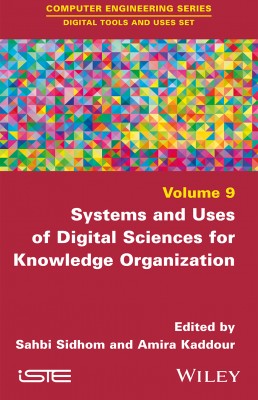 COMPUTER ENGINEERING SERIES
DIGITAL TOOLS AND USES SET
Volume 9
Systems and Uses
of Digital Sciences for
Knowledge Organization
Edited by
Sahbi Sidhom and Amira Kaddour
iSTE
WILEY